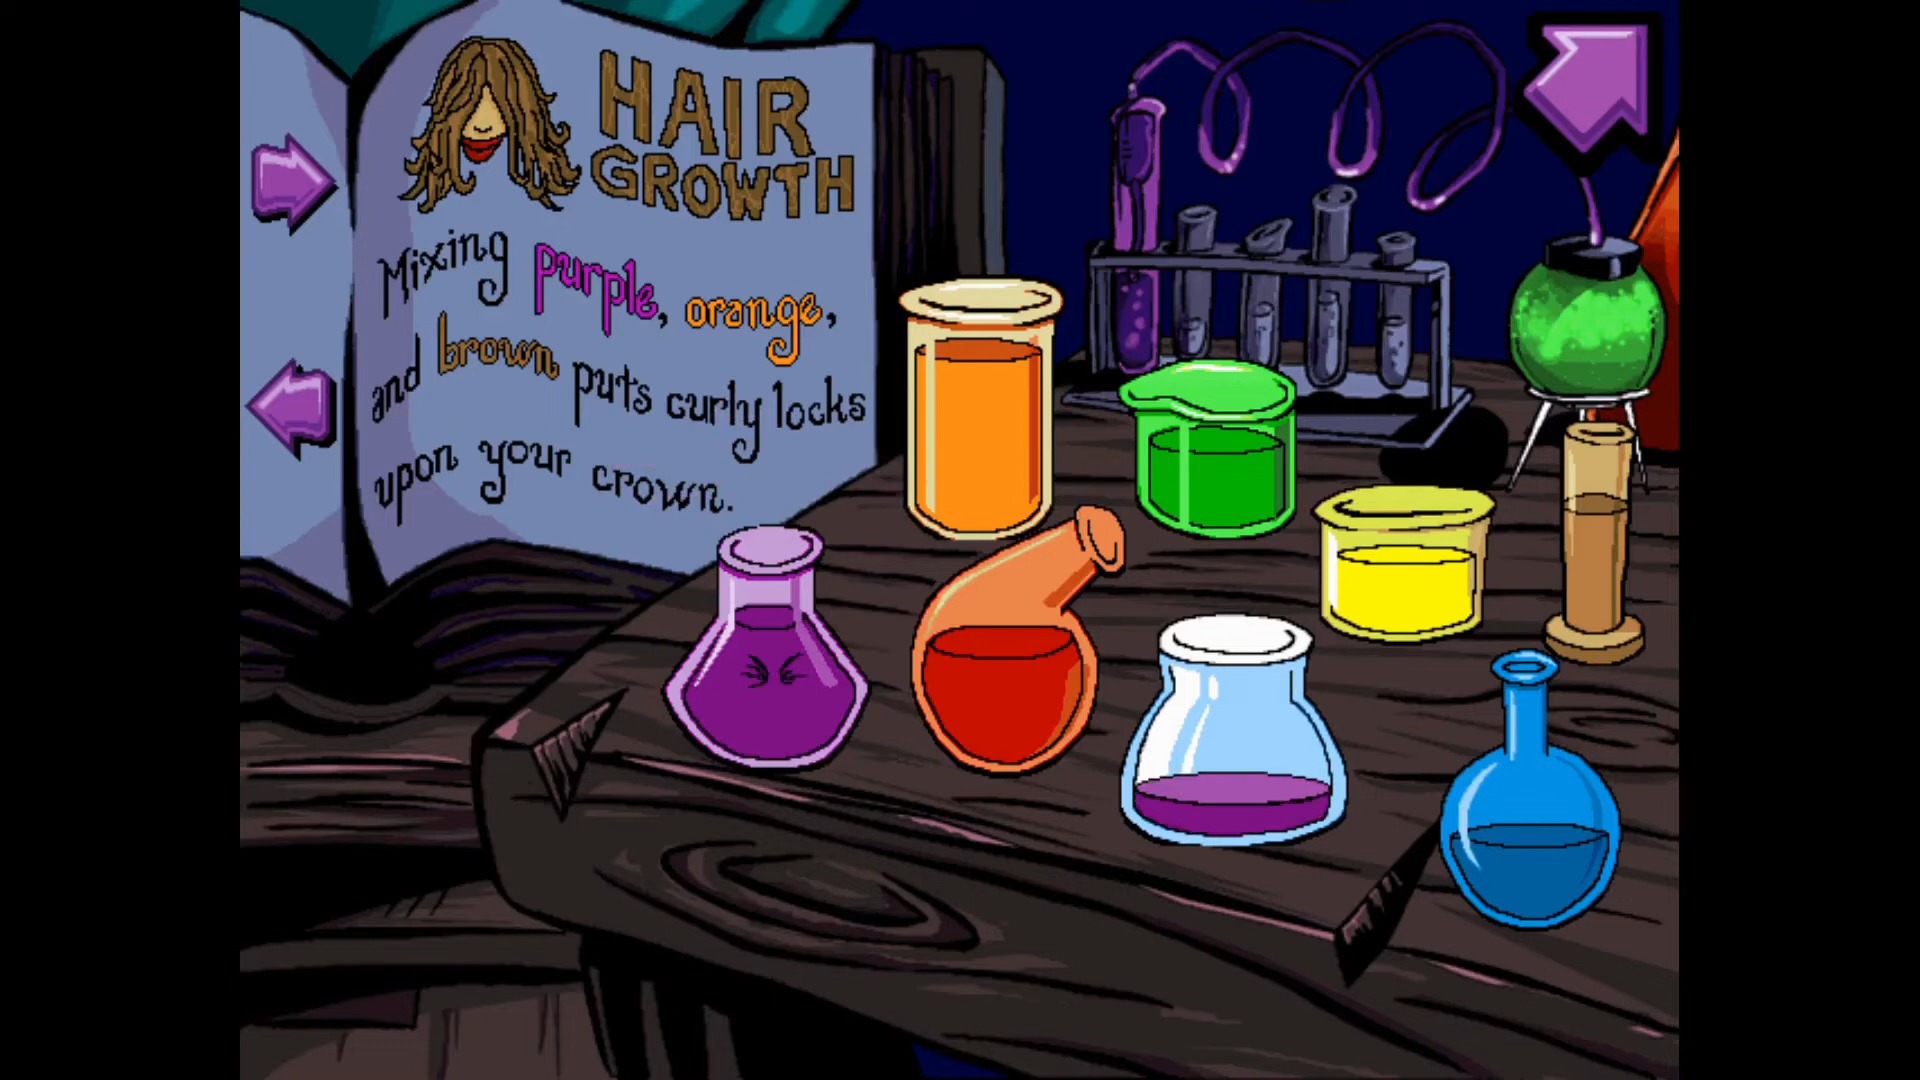 HAIR
GROWTH
Mixing purple, orange,
and brown puts curly locks
upon your crown.